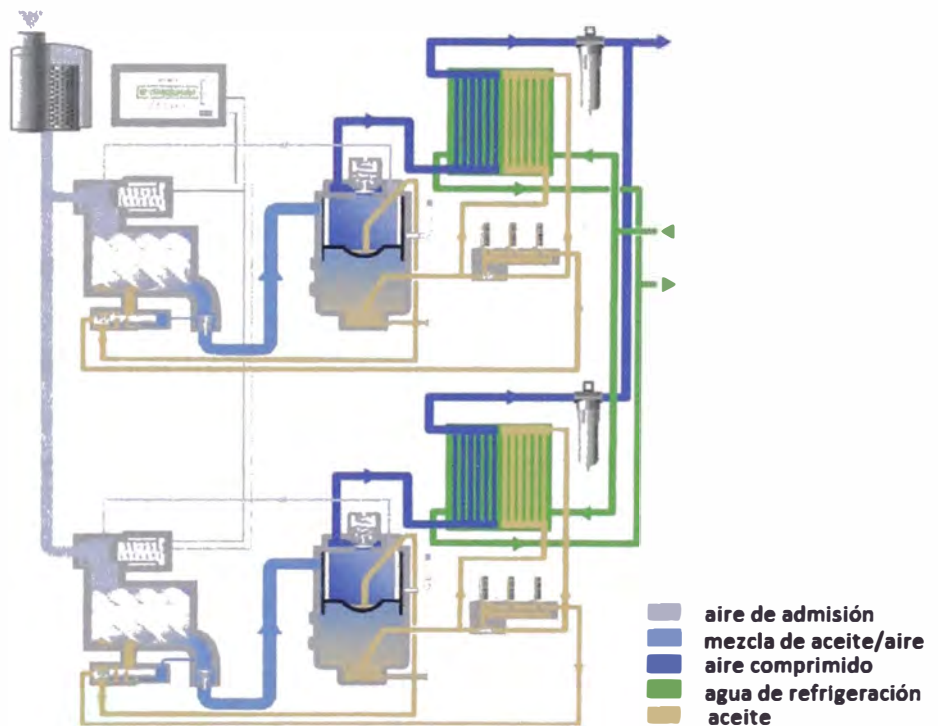 aire de admisión
mezcla de aceite/aire
aire comprimido
agua de refrigeración
aceite